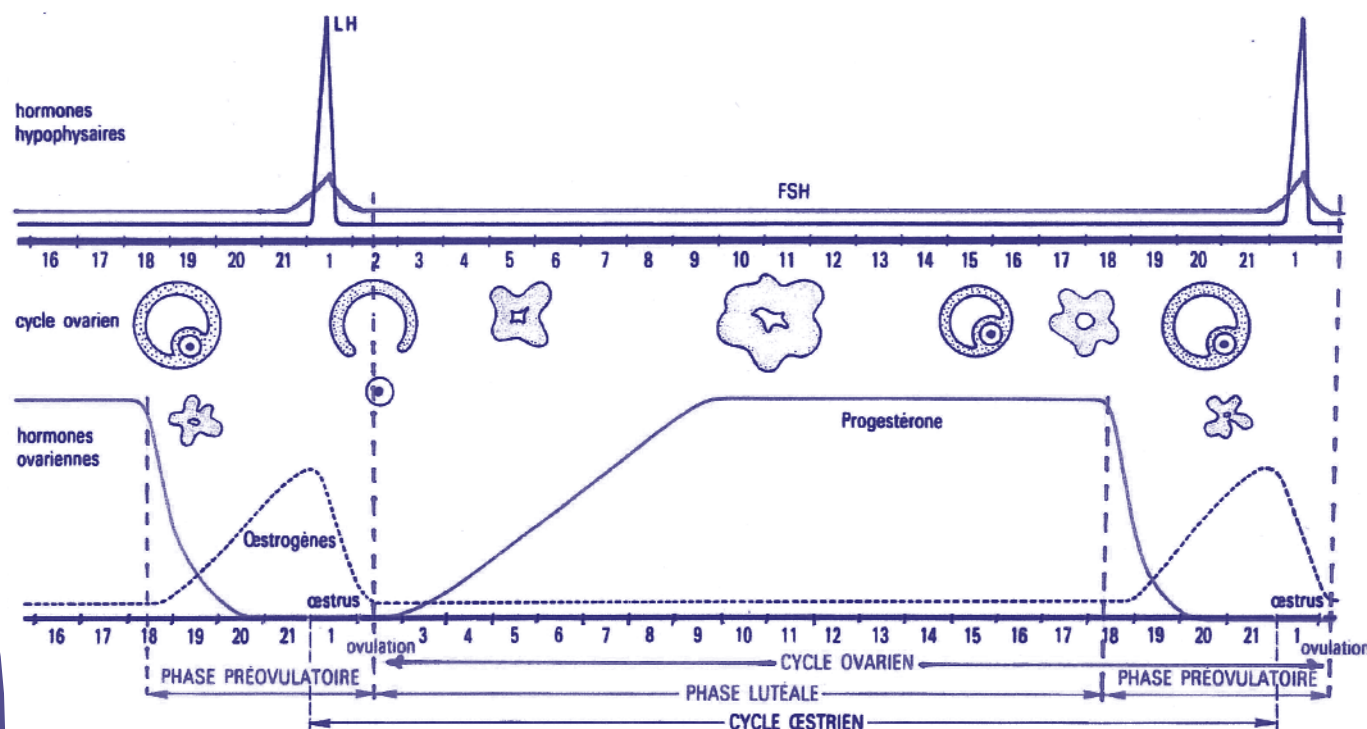 LH
hormones
hypophysaires
FSH
16 17 18 19 20 21 1 2 3 4 5 6 7 8 9 10 11 12 13 14 15 16 17 18 19 20 21 1
cycle ovarien
hormones
ovariennes
Progestérone
Œstrogènes
œstrus
œstrus
16 17 18 19 20 21 1 3 4 5 6 7 8 9 10 11 12 13 14 15 16 17 18 19 20 21 1
ovulation
ovulation
CYCLE OVARIEN
PHASE PRÉOVULATOIRE
PHASE LUTÉALE
PHASE PRÉOVULATOIRE
CYCLE ŒSTRIEN